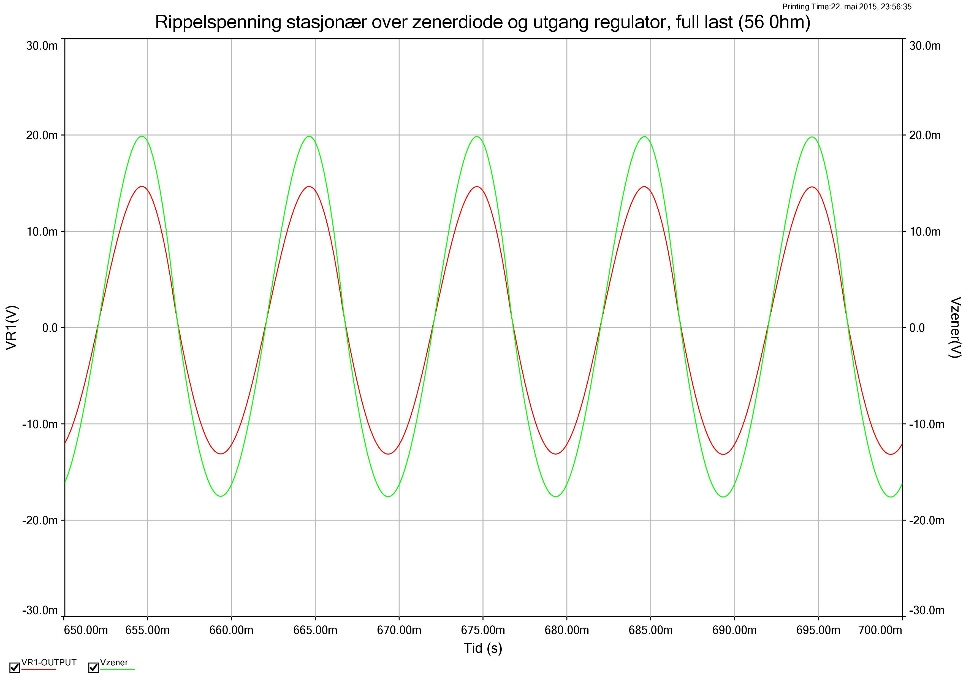 Printing Time:22. mai 2015, 23:56:35
Rippelspenning stasjonær over zenerdiode og utgang regulator, full last (56 Ohm)
30.0m 30.0m
20.0m 20.0m
10.0m 10.0m
VR1(V) 0.0 0.0 Vzener(V)
-10.0m -10.0m
-20.0m -20.0m
-30.0m -30.0m
650.00m 655.00m 660.00m 665.00m 670.00m 675.00m 680.00m 685.00m 690.00m 695.00m 700.00m
Tid (s)
VR1-OUTPUT Vzener